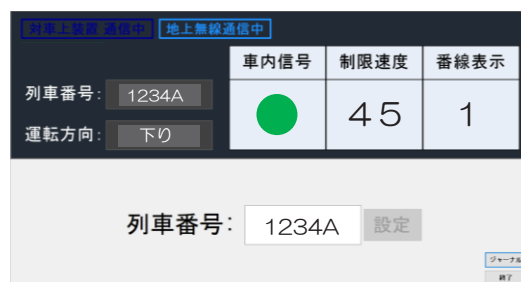 対車上装置 通信中 地上無線通信中
車内信号 制限速度 番線表示
列車番号: 1234A
運転方向: 下り
45 1
列車番号: 1234A 設定
ジャーナル
終了